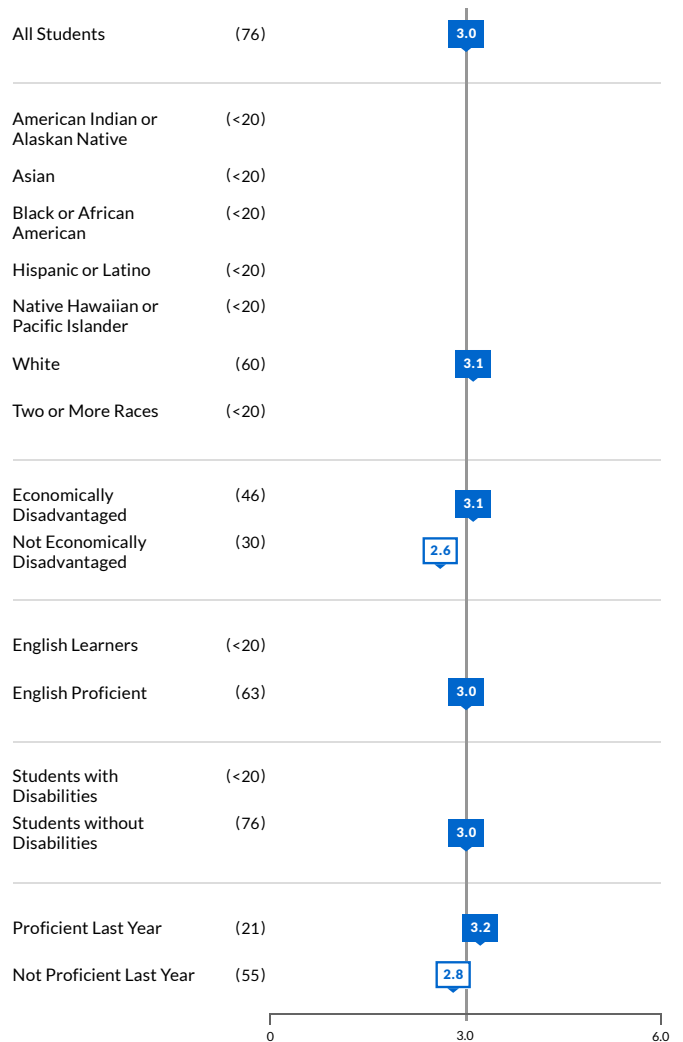 All Students (76) 3.0
American Indian or (<20)
Alaskan Native
Asian (<20)
Black or African (<20)
American
Hispanic or Latino (<20)
Native Hawaiian or (<20)
Pacific Islander
White (60) 3.1
Two or More Races (<20)
Economically (46) 3.1
Disadvantaged
Not Economically (30) 2.6
Disadvantaged
English Learners (<20)
English Proficient (63) 3.0
Students with (<20)
Disabilities
Students without (76) 3.0
Disabilities
Proficient Last Year (21) 3.2
Not Proficient Last Year (55) 2.8
0 3.0 6.0